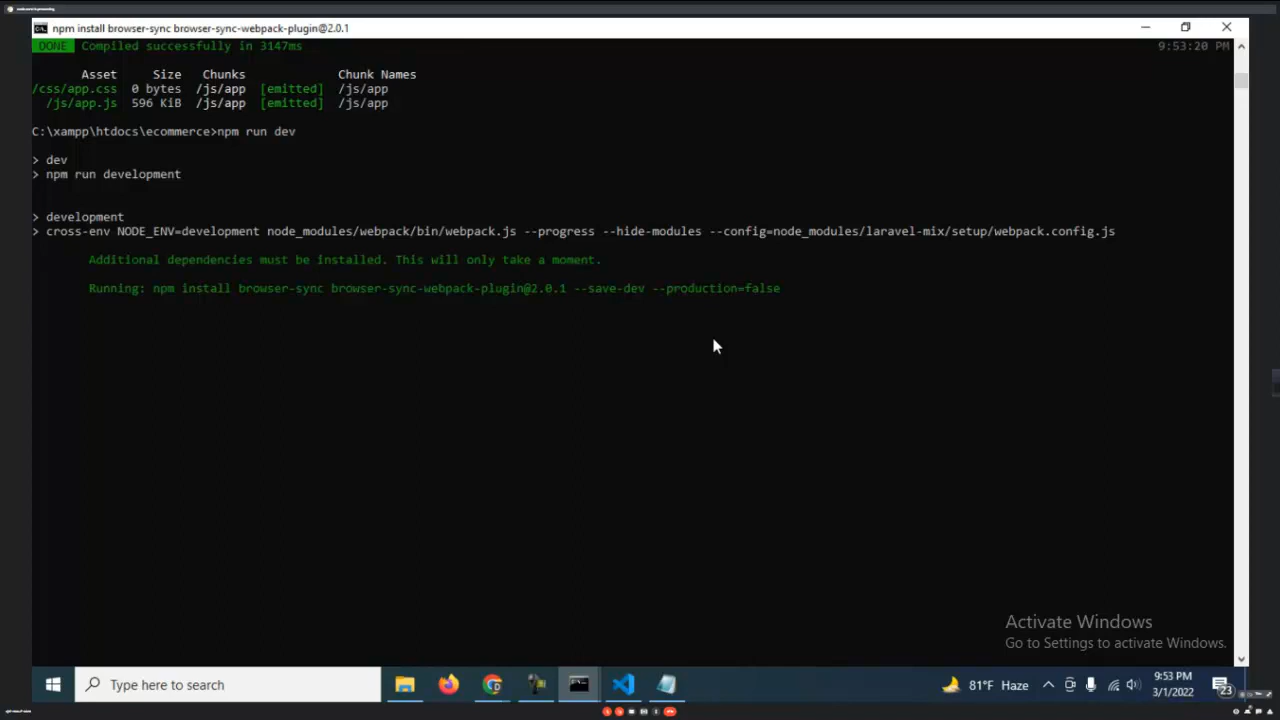 npm install browser-sync browser-sync-webpack-plugin@2.0.1
DONE Compiled successfully in 3147ms 9:53:20 PM
Asset Size Chunks Chunk Names
/css/app.css 0 bytes /js/app [emitted] /js/app
/js/app.js 596 KiB /js/app [emitted] /js/app
C:\xampp\htdocs\ecommerce>npm run dev
> dev
> npm run development
> development
> cross-env NODE_ENV=development node_modules/webpack/bin/webpack.js --progress --hide-modules --config=node_modules/laravel-mix/setup/webpack.config.js
Additional dependencies must be installed. This will only take a moment.
Running: npm install browser-sync browser-sync-webpack-plugin@2.0.1 --save-dev --production=false
Activate Windows
Go to Settings to activate Windows.
Type here to search
81°F Haze
9:53 PM
3/1/2022
23